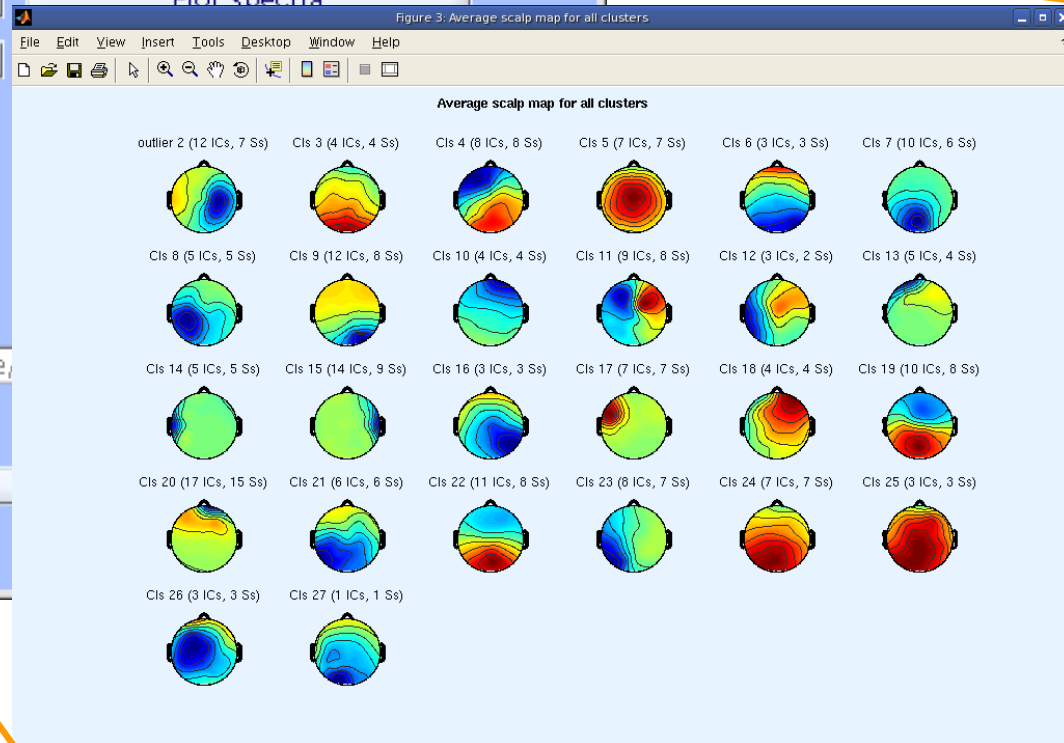 Plot spectra
Figure 3: Average scalp map for all clusters
File Edit View Insert Tools Desktop Window Help
Average scalp map for all clusters
outlier 2 (12 ICs, 7 Ss) Cls 3 (4 ICs, 4 Ss) Cls 4 (8 ICs, 8 Ss) Cls 5 (7 ICs, 7 Ss) Cls 6 (3 ICs, 3 Ss) Cls 7 (10 ICs, 6 Ss)
Cls 8 (5 ICs, 5 Ss) Cls 9 (12 ICs, 8 Ss) Cls 10 (4 ICs, 4 Ss) Cls 11 (9 ICs, 8 Ss) Cls 12 (3 ICs, 2 Ss) Cls 13 (5 ICs, 4 Ss)
Cls 14 (5 ICs, 5 Ss) Cls 15 (14 ICs, 9 Ss) Cls 16 (3 ICs, 3 Ss) Cls 17 (7 ICs, 7 Ss) Cls 18 (4 ICs, 4 Ss) Cls 19 (10 ICs, 8 Ss)
Cls 20 (17 ICs, 15 Ss) Cls 21 (6 ICs, 6 Ss) Cls 22 (11 ICs, 8 Ss) Cls 23 (8 ICs, 7 Ss) Cls 24 (7 ICs, 7 Ss) Cls 25 (3 ICs, 3 Ss)
Cls 26 (3 ICs, 3 Ss) Cls 27 (1 ICs, 1 Ss)